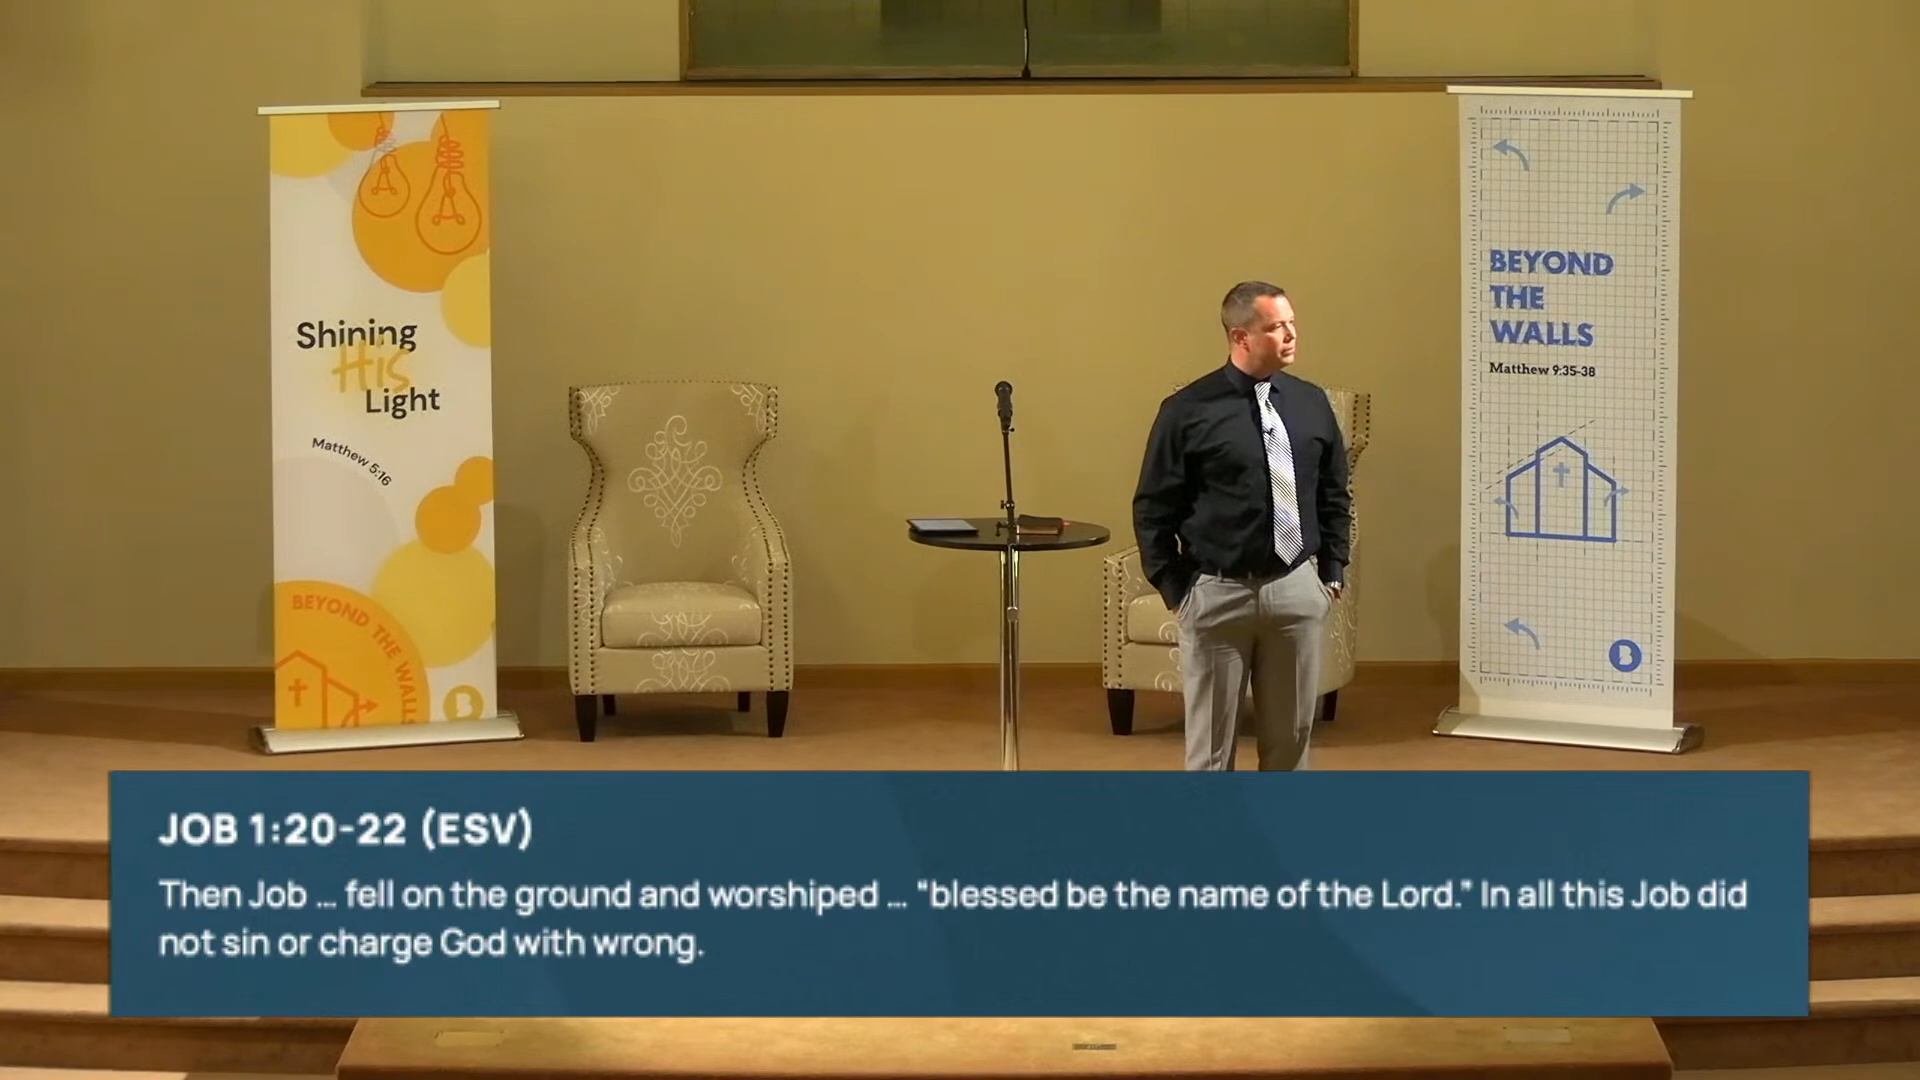 Shining
His
Light
Matthew 5:16
BEYOND THE WALLS
B
BEYOND
THE
WALLS
Matthew 9:35-38
B
JOB 1:20-22 (ESV)
Then Job ... fell on the ground and worshiped ... “blessed be the name of the Lord.” In all this Job did
not sin or charge God with wrong.